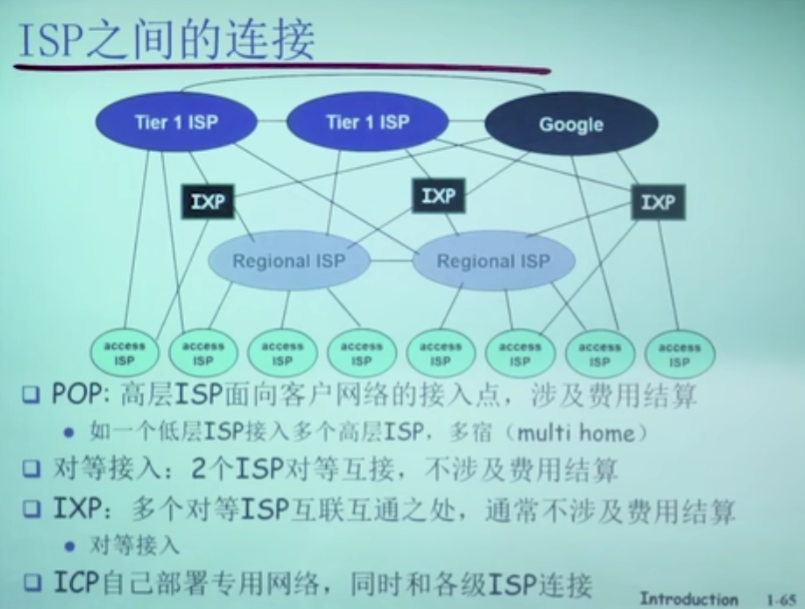 ISP之间的连接
Tier 1 ISP
Tier 1 ISP
Google
IXP
IXP
IXP
Regional ISP
Regional ISP
access ISP
access ISP
access ISP
access ISP
access ISP
access ISP
access ISP
access ISP
POP: 高层ISP面向客户网络的接入点，涉及费用结算
如一个低层ISP接入多个高层ISP，多宿（multi home）
对等接入：2个ISP对等互接，不涉及费用结算
IXP：多个对等ISP互联互通之处，通常不涉及费用结算
对等接入
ICP自己部署专用网络，同时和各级ISP连接
Introduction 1-65